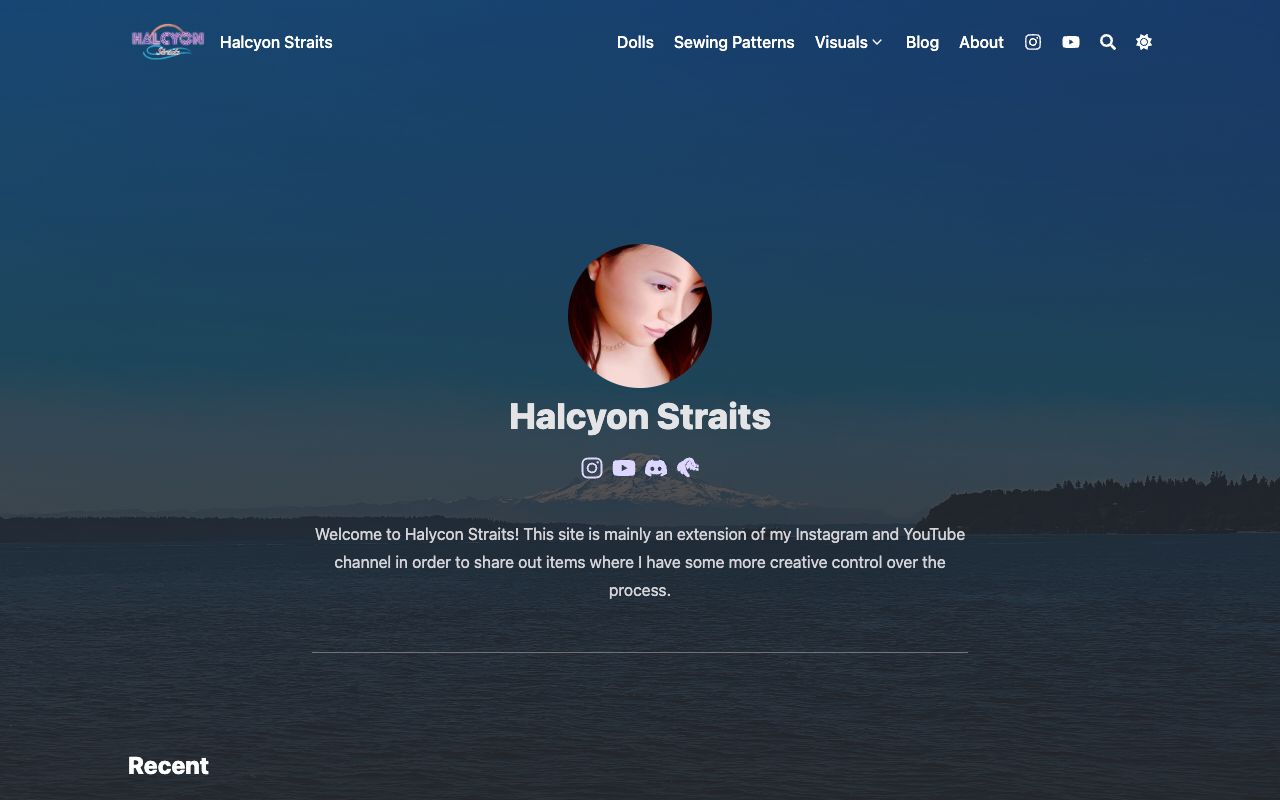 HALCYON
Straits
Halcyon Straits
Dolls
Sewing Patterns
Visuals
Blog
About
Halcyon Straits
Welcome to Halycon Straits! This site is mainly an extension of my Instagram and YouTube
channel in order to share out items where I have some more creative control over the
process.
Recent